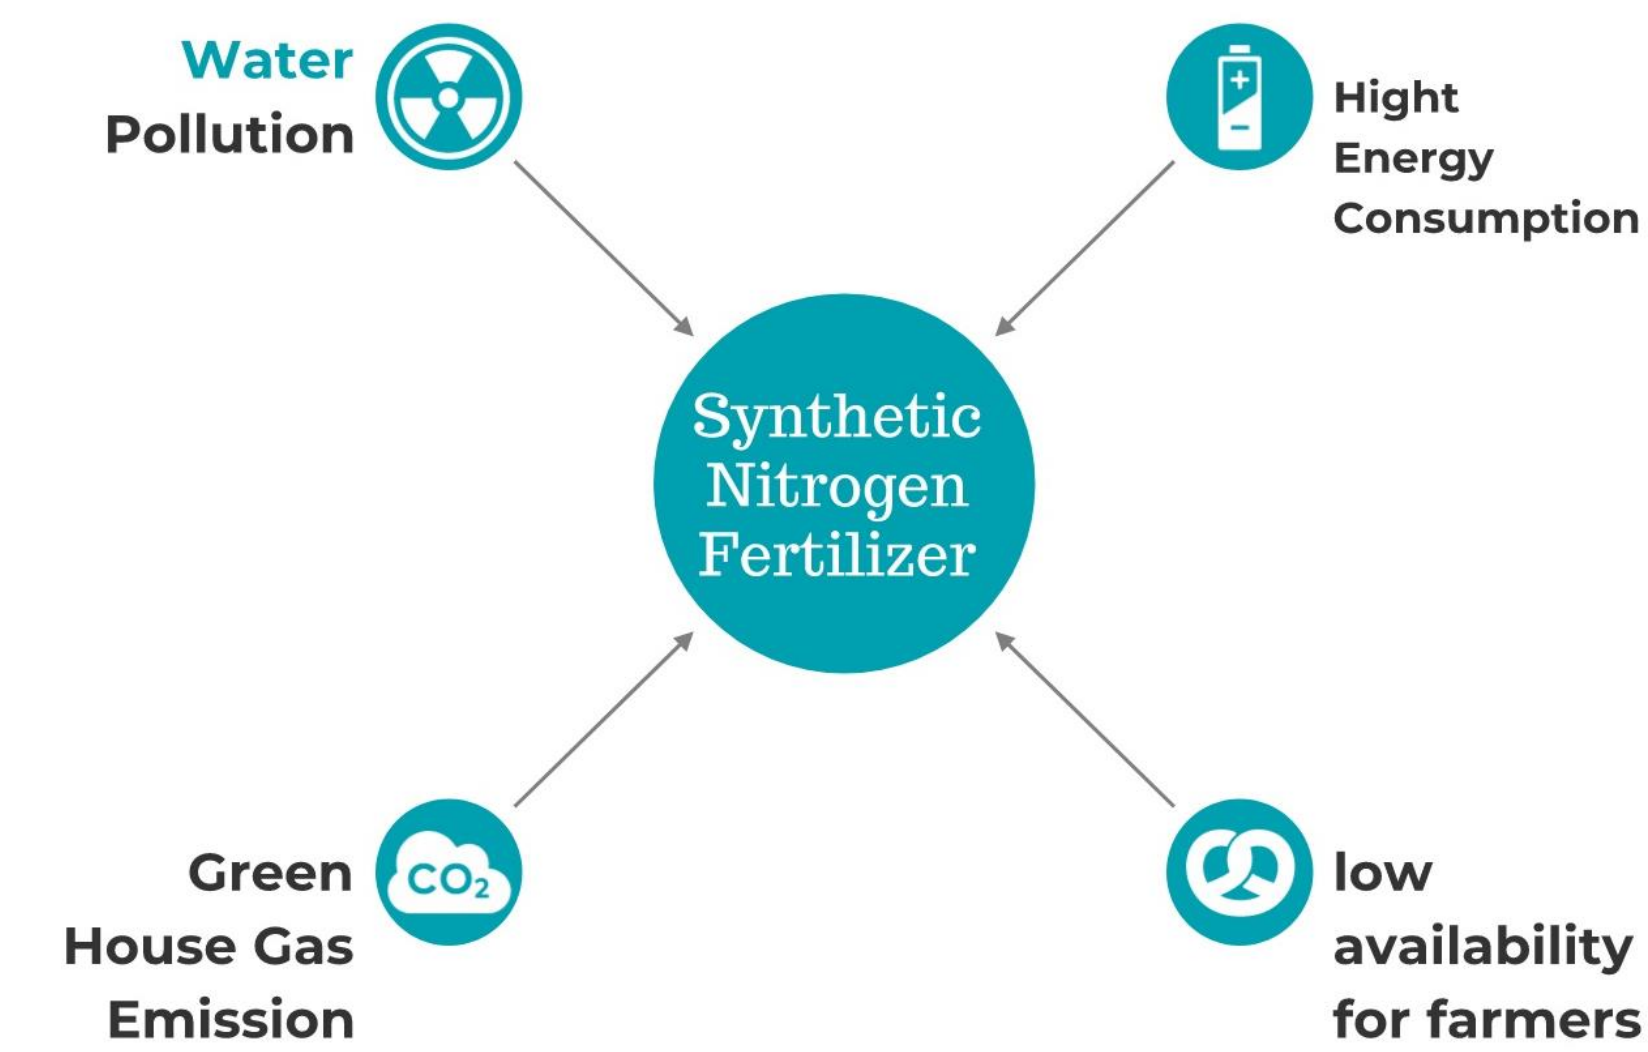 Water
Pollution
Hight
Energy
Consumption
Synthetic
Nitrogen
Fertilizer
Green
House Gas
Emission
CO₂
low
availability
for farmers